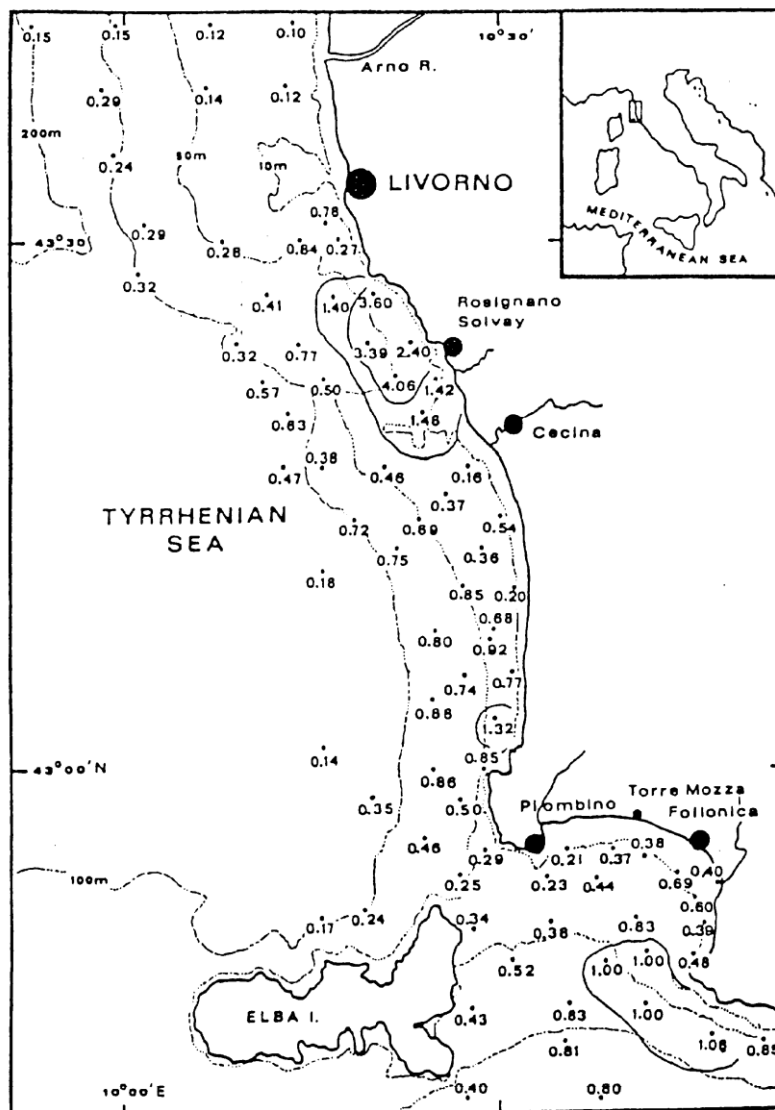 0.15 0.15 0.12 0.10 10°30'
Arno R.
0.29 0.14 0.12
200m 50m 10m
0.24
LIVORNO
0.78
43°30' 0.29 0.28 0.84 0.27
MEDITERRANEAN SEA
0.32 0.41 1.40 3.60
Rosignano
Solvay
0.32 0.77 3.39 2.40
0.57 0.50 4.06 1.42
0.63 1.48
Cecina
0.38
0.47 0.46 0.16
0.37
TYRRHENIAN
SEA
0.72 0.69 0.54
0.75 0.36
0.18 0.85 0.20
0.68
0.80 0.92
0.74 0.77
0.88
1.32
0.14 0.85
43°00'N 0.86
0.35 0.50
Piombino Torre Mozza
Follonica
0.46 0.29 0.21 0.37 0.38 0.40
100m 0.25 0.23 0.44 0.69
0.60
0.17 0.24 0.34 0.38 0.83 0.39
0.52 1.00 1.00 0.48
ELBA I.
0.43 0.83 1.00
0.81 1.06 0.85
10°00'E 0.40 0.80